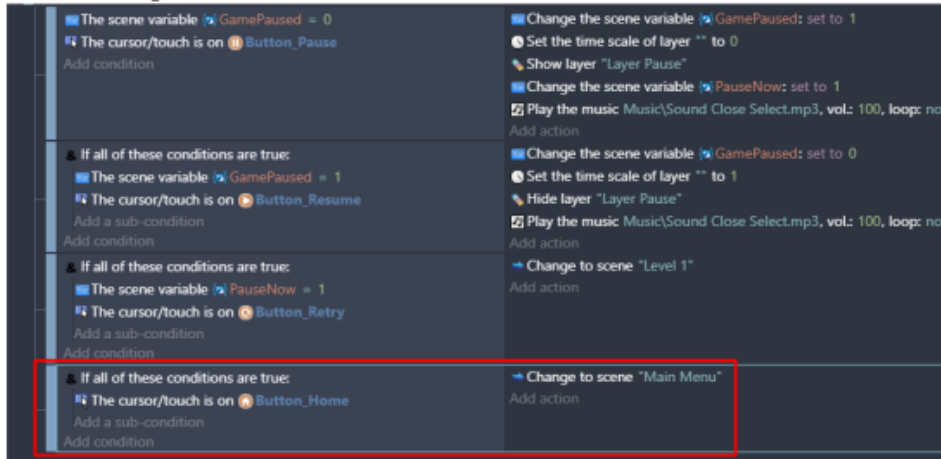 The scene variable GamePaused = 0
The cursor/touch is on Button_Pause
Add condition
Change the scene variable GamePaused: set to 1
Set the time scale of layer "" to 0
Show layer "Layer Pause"
Change the scene variable PauseNow: set to 1
Play the music Music\Sound Close Select.mp3, vol.: 100, loop: no
Add action
If all of these conditions are true:
The scene variable GamePaused = 1
The cursor/touch is on Button_Resume
Add a sub-condition
Add condition
Change the scene variable GamePaused: set to 0
Set the time scale of layer "" to 1
Hide layer "Layer Pause"
Play the music Music\Sound Close Select.mp3, vol.: 100, loop: no
Add action
If all of these conditions are true:
The scene variable PauseNow = 1
The cursor/touch is on Button_Retry
Add a sub-condition
Add condition
Change to scene "Level 1"
Add action
If all of these conditions are true:
The cursor/touch is on Button_Home
Add a sub-condition
Add condition
Change to scene "Main Menu"
Add action